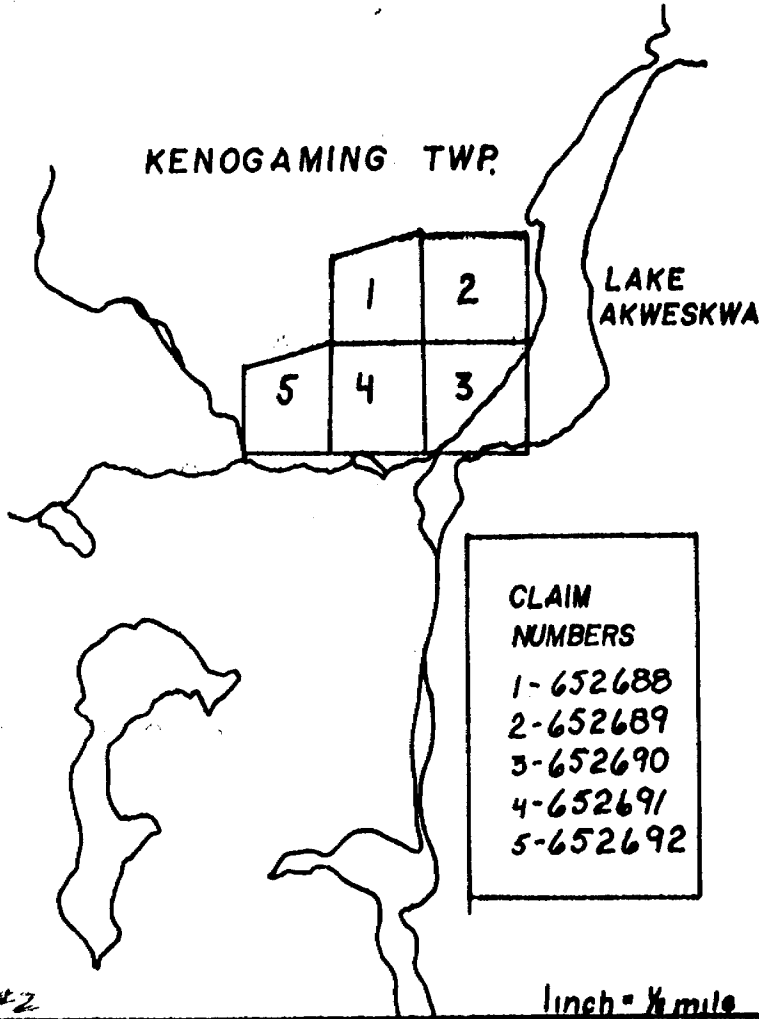 KENOGAMING TWP.
1
2
LAKE
AKWESKWA
5
4
3
CLAIM
NUMBERS
1-652688
2-652689
3-652690
4-652691
5-652692
#2
1inch = mile